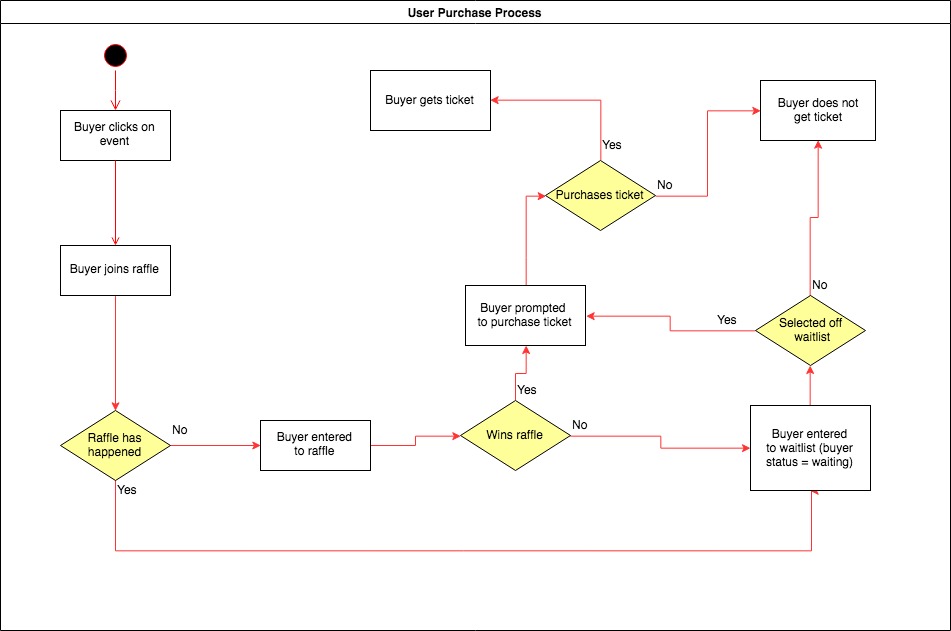 User Purchase Process
Buyer clicks on
event
Buyer joins raffle
Raffle has
happened
No
Yes
Buyer entered
to raffle
Wins raffle
Yes
No
Buyer prompted
to purchase ticket
Purchases ticket
Yes
No
Buyer gets ticket
Buyer does not
get ticket
Buyer entered
to waitlist (buyer
status = waiting)
Selected off
waitlist
Yes
No